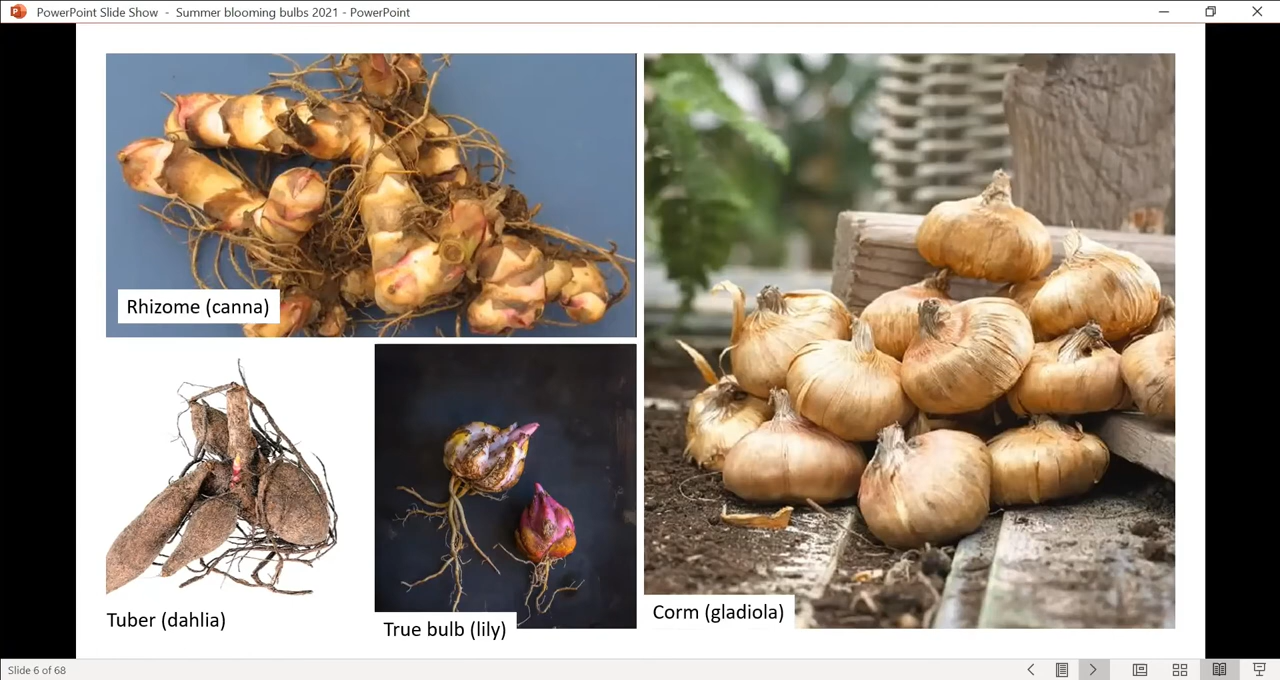 PowerPoint Slide Show - Summer blooming bulbs 2021 - PowerPoint
Rhizome (canna)
Tuber (dahlia)
True bulb (lily)
Corm (gladiola)
Slide 6 of 68